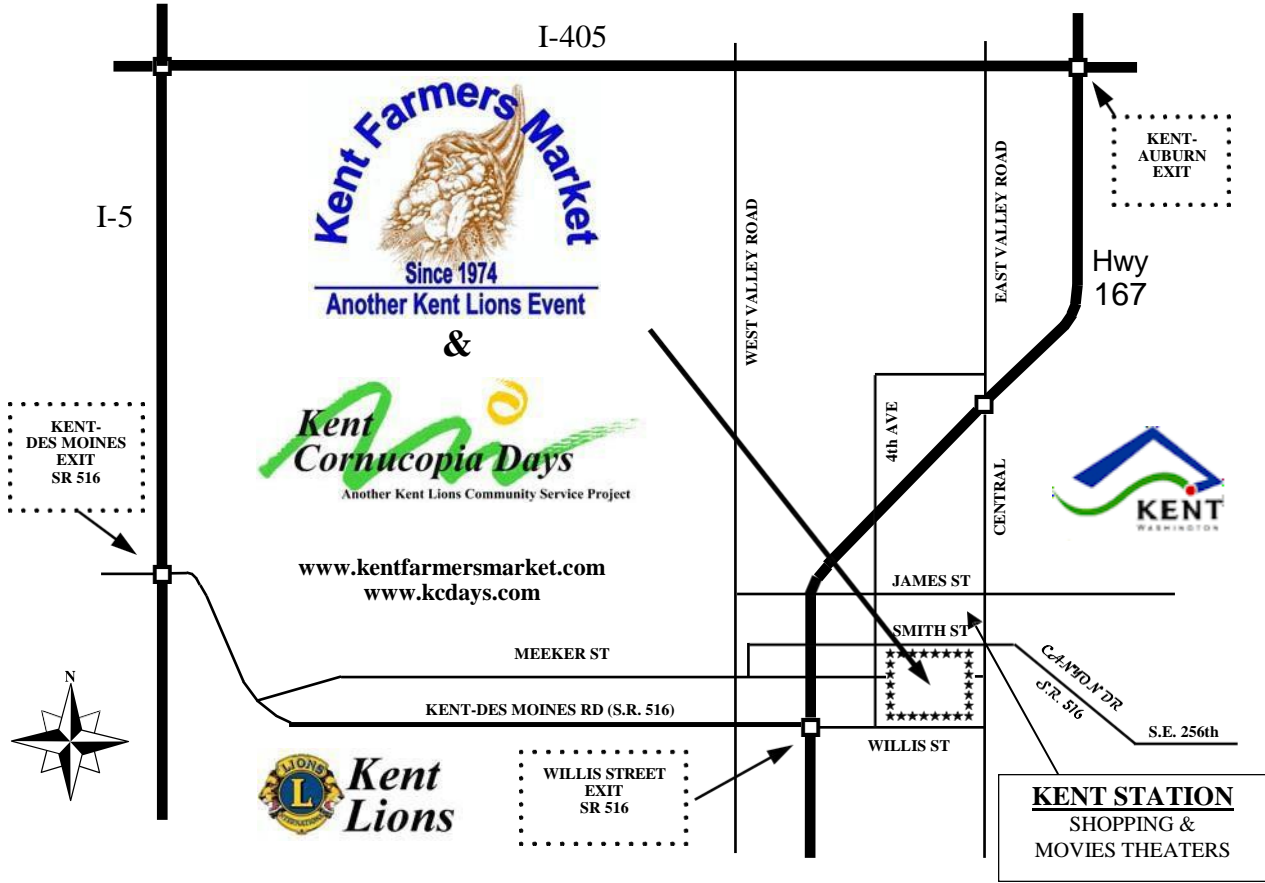 I-405
I-5
Kent Farmers Market
Since 1974
Another Kent Lions Event
&
Kent
Cornucopia Days
Another Kent Lions Community Service Project
www.kentfarmersmarket.com
www.kcdays.com
KENT-
AUBURN
EXIT
WEST VALLEY ROAD
EAST VALLEY ROAD
Hwy
167
4th AVE
CENTRAL
KENT-
DES MOINES
EXIT
SR 516
KENT
WASHINGTON
JAMES ST
SMITH ST
MEEKER ST
CANYON DR
S.R. 516
KENT-DES MOINES RD (S.R. 516)
S.E. 256th
WILLIS ST
N
LIONS
L
INTERNATIONAL
Kent
Lions
WILLIS STREET
EXIT
SR 516
KENT STATION
SHOPPING &
MOVIES THEATERS